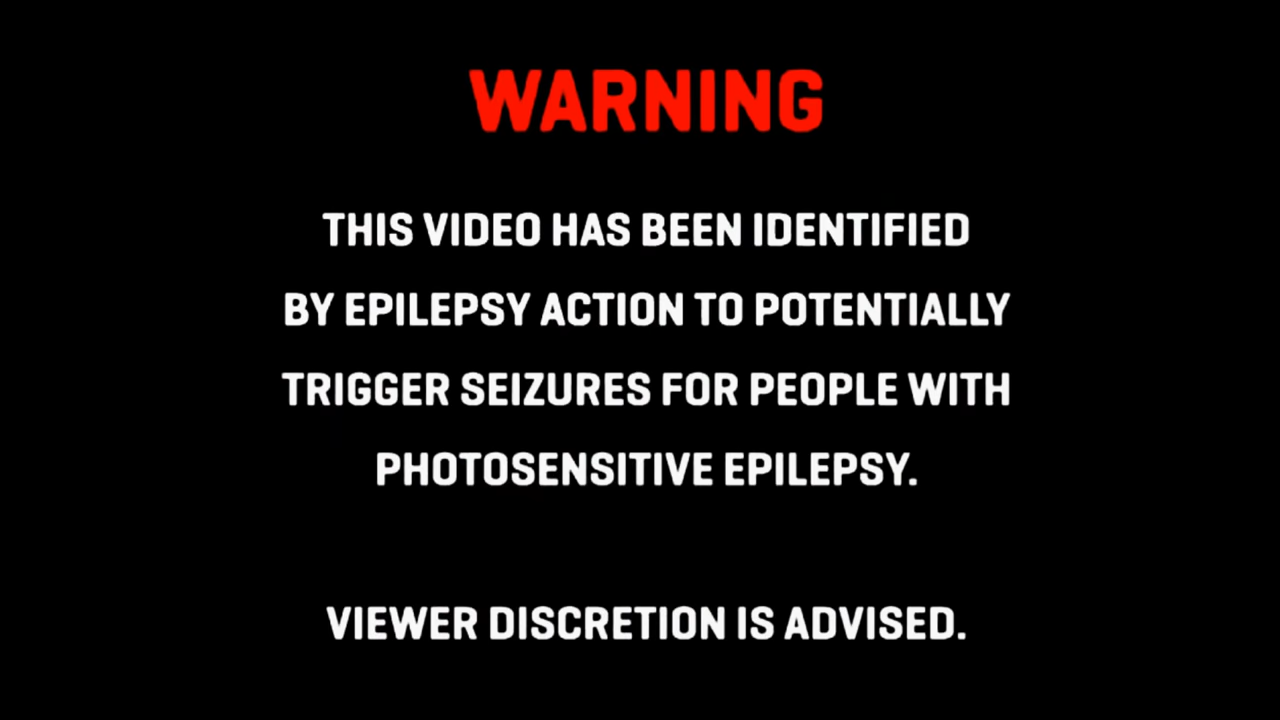 WARNING
THIS VIDEO HAS BEEN IDENTIFIED
BY EPILEPSY ACTION TO POTENTIALLY
TRIGGER SEIZURES FOR PEOPLE WITH
PHOTOSENSITIVE EPILEPSY.
VIEWER DISCRETION IS ADVISED.